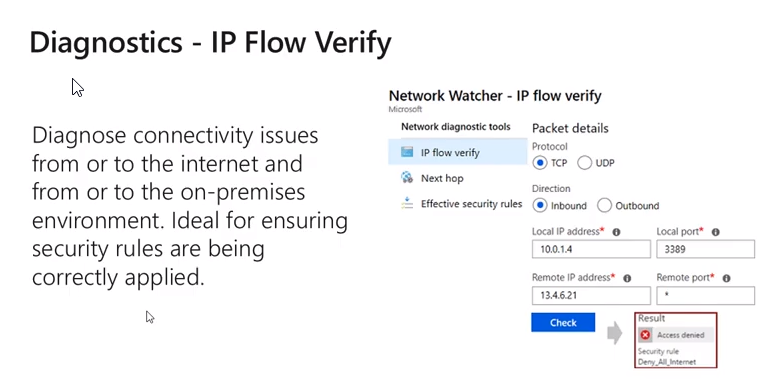 Diagnostics - IP Flow Verify
Diagnose connectivity issues
from or to the internet and
from or to the on-premises
environment. Ideal for ensuring
security rules are being
correctly applied.
Network Watcher - IP flow verify
Microsoft
Network diagnostic tools
IP flow verify
Next hop
Effective security rules
Packet details
Protocol
TCP UDP
Direction
Inbound Outbound
Local IP address* Local port*
10.0.1.4 3389
Remote IP address* Remote port*
13.4.6.21 *
Check
Result
Access denied
Security rule
Deny_All_Internet